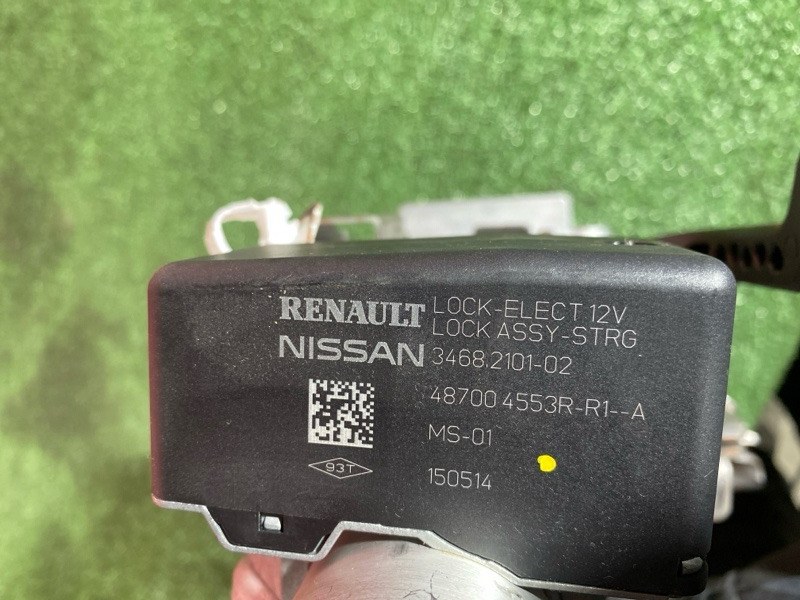 RENAULT
NISSAN
LOCK-ELECT 12V
LOCK ASSY-STRG
3468.2101-02
48700 4553R-R1--A
MS-01
150514
93T